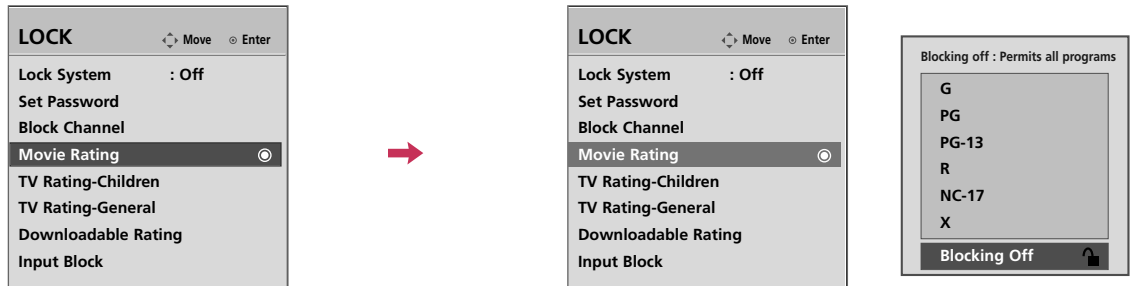 LOCK Move Enter
Lock System : Off
Set Password
Block Channel
Movie Rating
TV Rating-Children
TV Rating-General
Downloadable Rating
Input Block
LOCK Move Enter
Lock System : Off
Set Password
Block Channel
Movie Rating
TV Rating-Children
TV Rating-General
Downloadable Rating
Input Block
Blocking off : Permits all programs
G
PG
PG-13
R
NC-17
X
Blocking Off